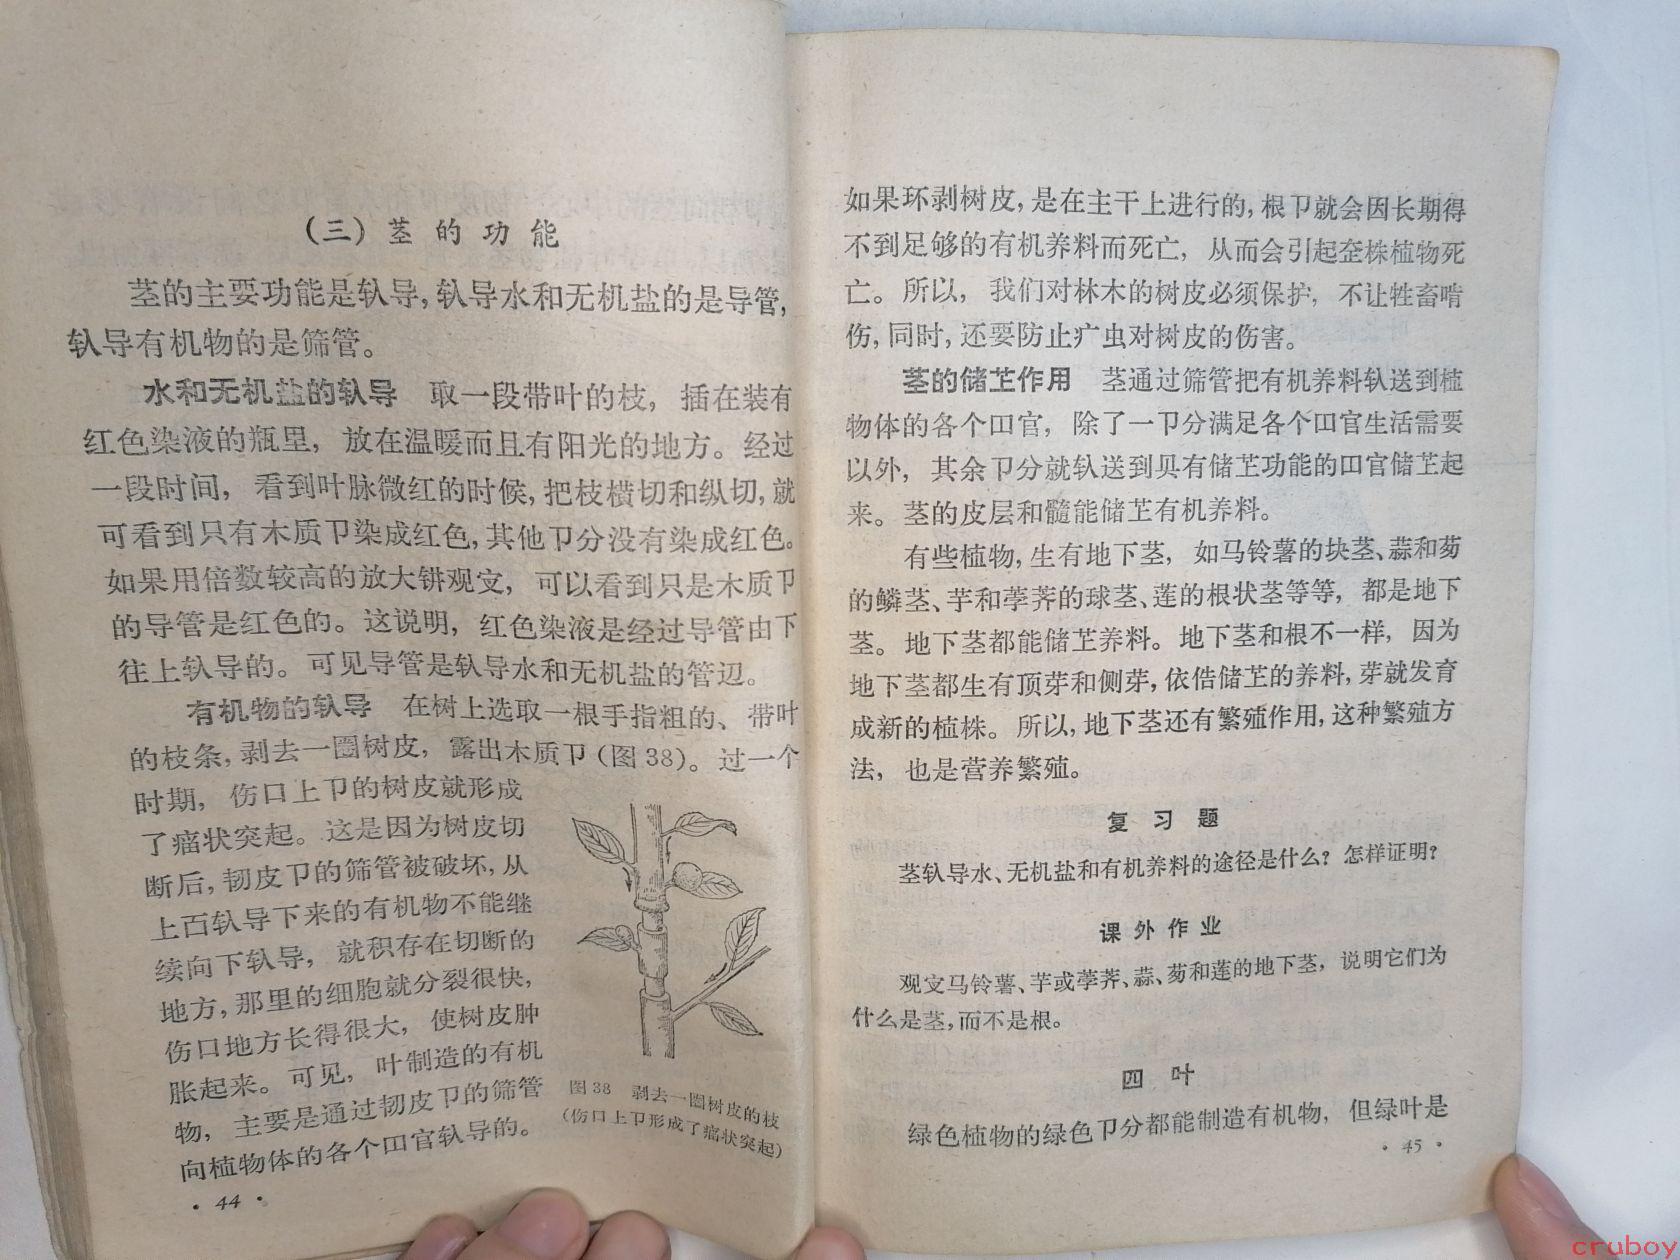 (三) 茎的功能
茎的主要功能是输导,输导水和无机盐的是导管,
输导有机物的是筛管。
水和无机盐的输导　取一段带叶的枝，插在装有
红色染液的瓶里，放在温暖而且有阳光的地方。经过
一段时间，看到叶脉微红的时候,把枝横切和纵切,就
可看到只有木质部染成红色,其他部分没有染成红色。
如果用倍数较高的放大镜观察，可以看到只是木质部
的导管是红色的。这说明，红色染液是经过导管由下
往上输导的。可见导管是输导水和无机盐的管道。
有机物的输导　在树上选取一根手指粗的、带叶
的枝条,剥去一圈树皮，露出木质部(图38)。过一个
时期，伤口上部的树皮就形成
了瘤状突起。这是因为树皮切
断后,韧皮部的筛管被破坏,从
上面输导下来的有机物不能继
续向下输导，就积存在切断的
地方,那里的细胞就分裂很快,
伤口地方长得很大，使树皮肿
胀起来。可见，叶制造的有机
物，主要是通过韧皮部的筛管
向植物体的各个器官输导的。
图38　剥去一圈树皮的枝
(伤口上部形成了瘤状突起)
· 44 ·
如果环剥树皮,是在主干上进行的,根部就会因长期得
不到足够的有机养料而死亡，从而会引起整株植物死
亡。所以，我们对林木的树皮必须保护，不让牲畜啃
伤,同时,还要防止病虫对树皮的伤害。
茎的储藏作用　茎通过筛管把有机养料输送到植
物体的各个器官，除了一部分满足各个器官生活需要
以外，其余部分就输送到具有储藏功能的器官储藏起
来。茎的皮层和髓能储藏有机养料。
有些植物,生有地下茎，如马铃薯的块茎、蒜和菊
的鳞茎、芋和荸荠的球茎、莲的根状茎等等，都是地下
茎。地下茎都能储藏养料。地下茎和根不一样，因为
地下茎都生有顶芽和侧芽,依靠储藏的养料,芽就发育
成新的植株。所以,地下茎还有繁殖作用,这种繁殖方
法，也是营养繁殖。
复习题
茎输导水、无机盐和有机养料的途径是什么？怎样证明？
课外作业
观察马铃薯、芋或荸荠、蒜、菊和莲的地下茎，说明它们为
什么是茎,而不是根。
四　叶
绿色植物的绿色部分都能制造有机物，但绿叶是
· 45 ·
cruboy